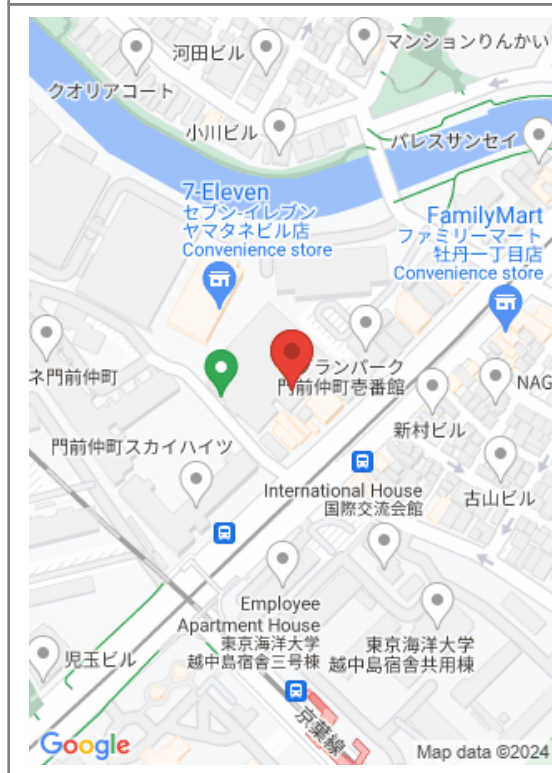 マンションりんかい
河田ビル
クオリアコート
小川ビル
パレスサンセイ
7-Eleven
セブン-イレブン
ヤマタネビル店
Convenience store
FamilyMart
ファミリーマート
牡丹一丁目店
Convenience store
ネ門前仲町
グランパーク
門前仲町壱番館
NAG
新村ビル
門前仲町スカイハイツ
International House
国際交流会館
古山ビル
Employee
Apartment House
東京海洋大学
越中島宿舎三号棟
東京海洋大学
越中島宿舎共用棟
児玉ビル
京葉線
Google
Map data ©2024